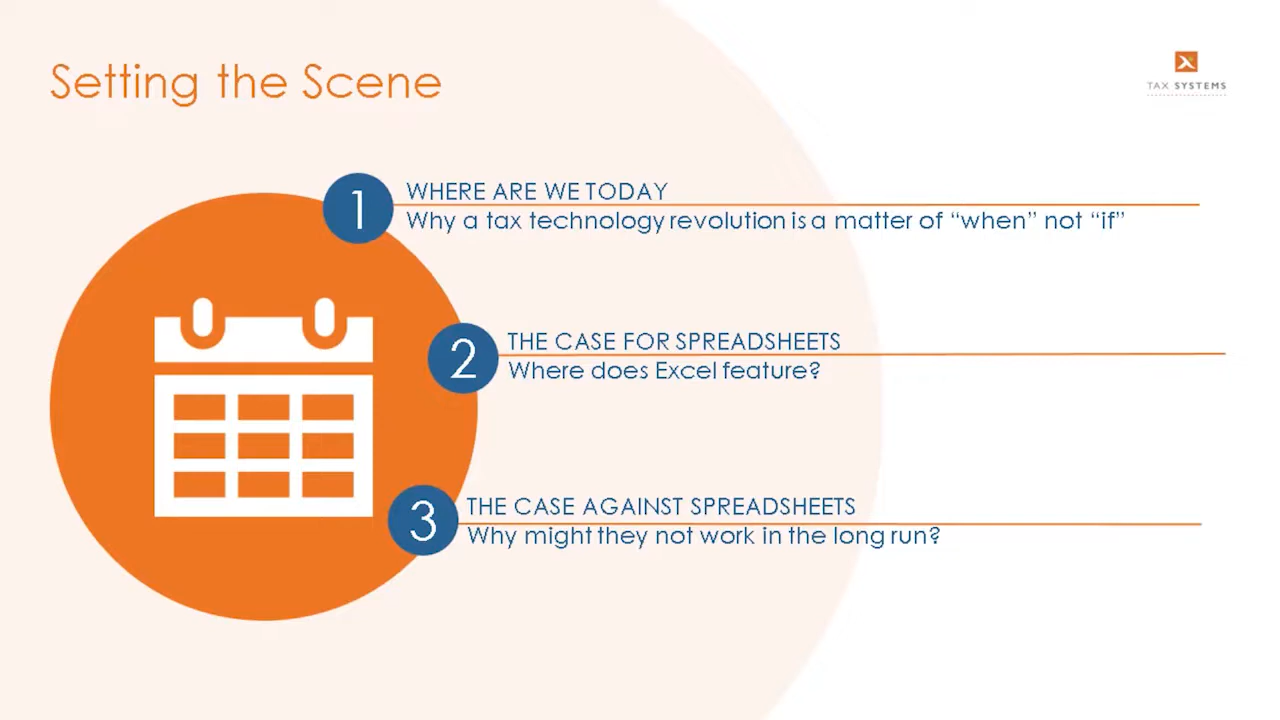 Setting the Scene
TAX SYSTEMS
1
WHERE ARE WE TODAY
Why a tax technology revolution is a matter of “when” not “if”
2
THE CASE FOR SPREADSHEETS
Where does Excel feature?
3
THE CASE AGAINST SPREADSHEETS
Why might they not work in the long run?